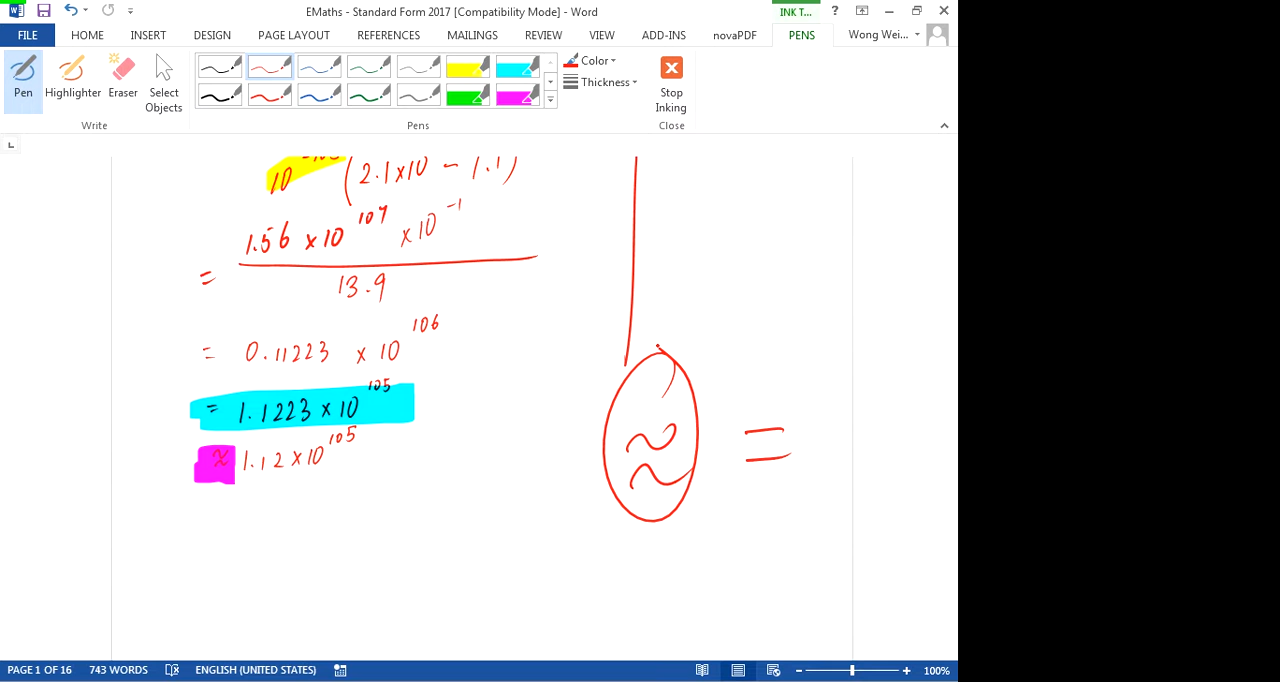 EMaths - Standard Form 2017 [Compatibility Mode] - Word
INK T...
?
FILE HOME INSERT DESIGN PAGE LAYOUT REFERENCES MAILINGS REVIEW VIEW ADD-INS novaPDF PENS Wong Wei...
Pen Highlighter Eraser Select Objects
Color
Thickness
Stop Inking
Write Pens Close
10 (2.1×10 - 1.1)
1.56 ×10^107 ×10^-1
=
13.9
= 0.11223 × 10^106
= 1.1223 × 10^105
≈ 1.12 × 10^105
≈ =
PAGE 1 OF 16 743 WORDS ENGLISH (UNITED STATES) 100%